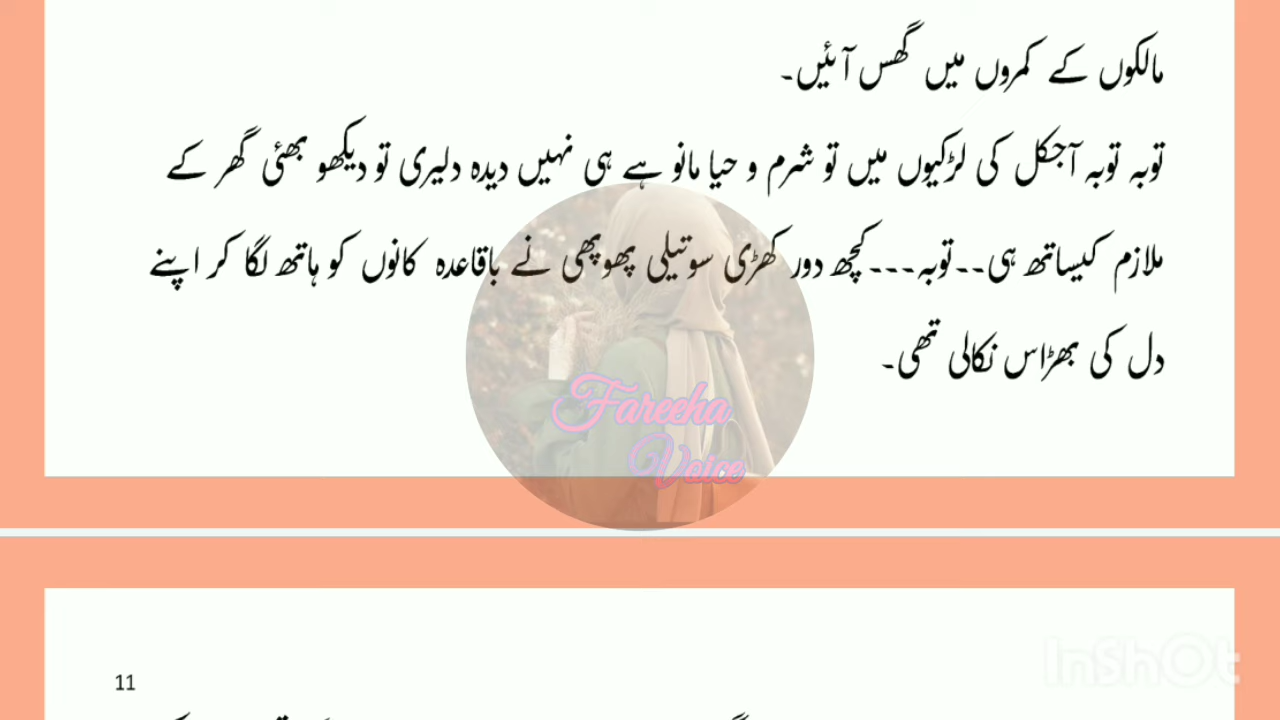 مالکوں کے کمروں میں گھس آئیں۔
توبہ توبہ آجکل کی لڑکیوں میں تو شرم و حیا مانو ہے ہی نہیں دیدہ دلیری تو دیکھو بھئی گھر کے
ملازم کیساتھ ہی۔۔توبہ۔۔۔کچھ دور کھڑی سوتیلی پھوپھی نے باقاعدہ کانوں کو ہاتھ لگا کر اپنے
دل کی بھڑاس نکالی تھی۔
Fareeha
Voice
InShOt
11